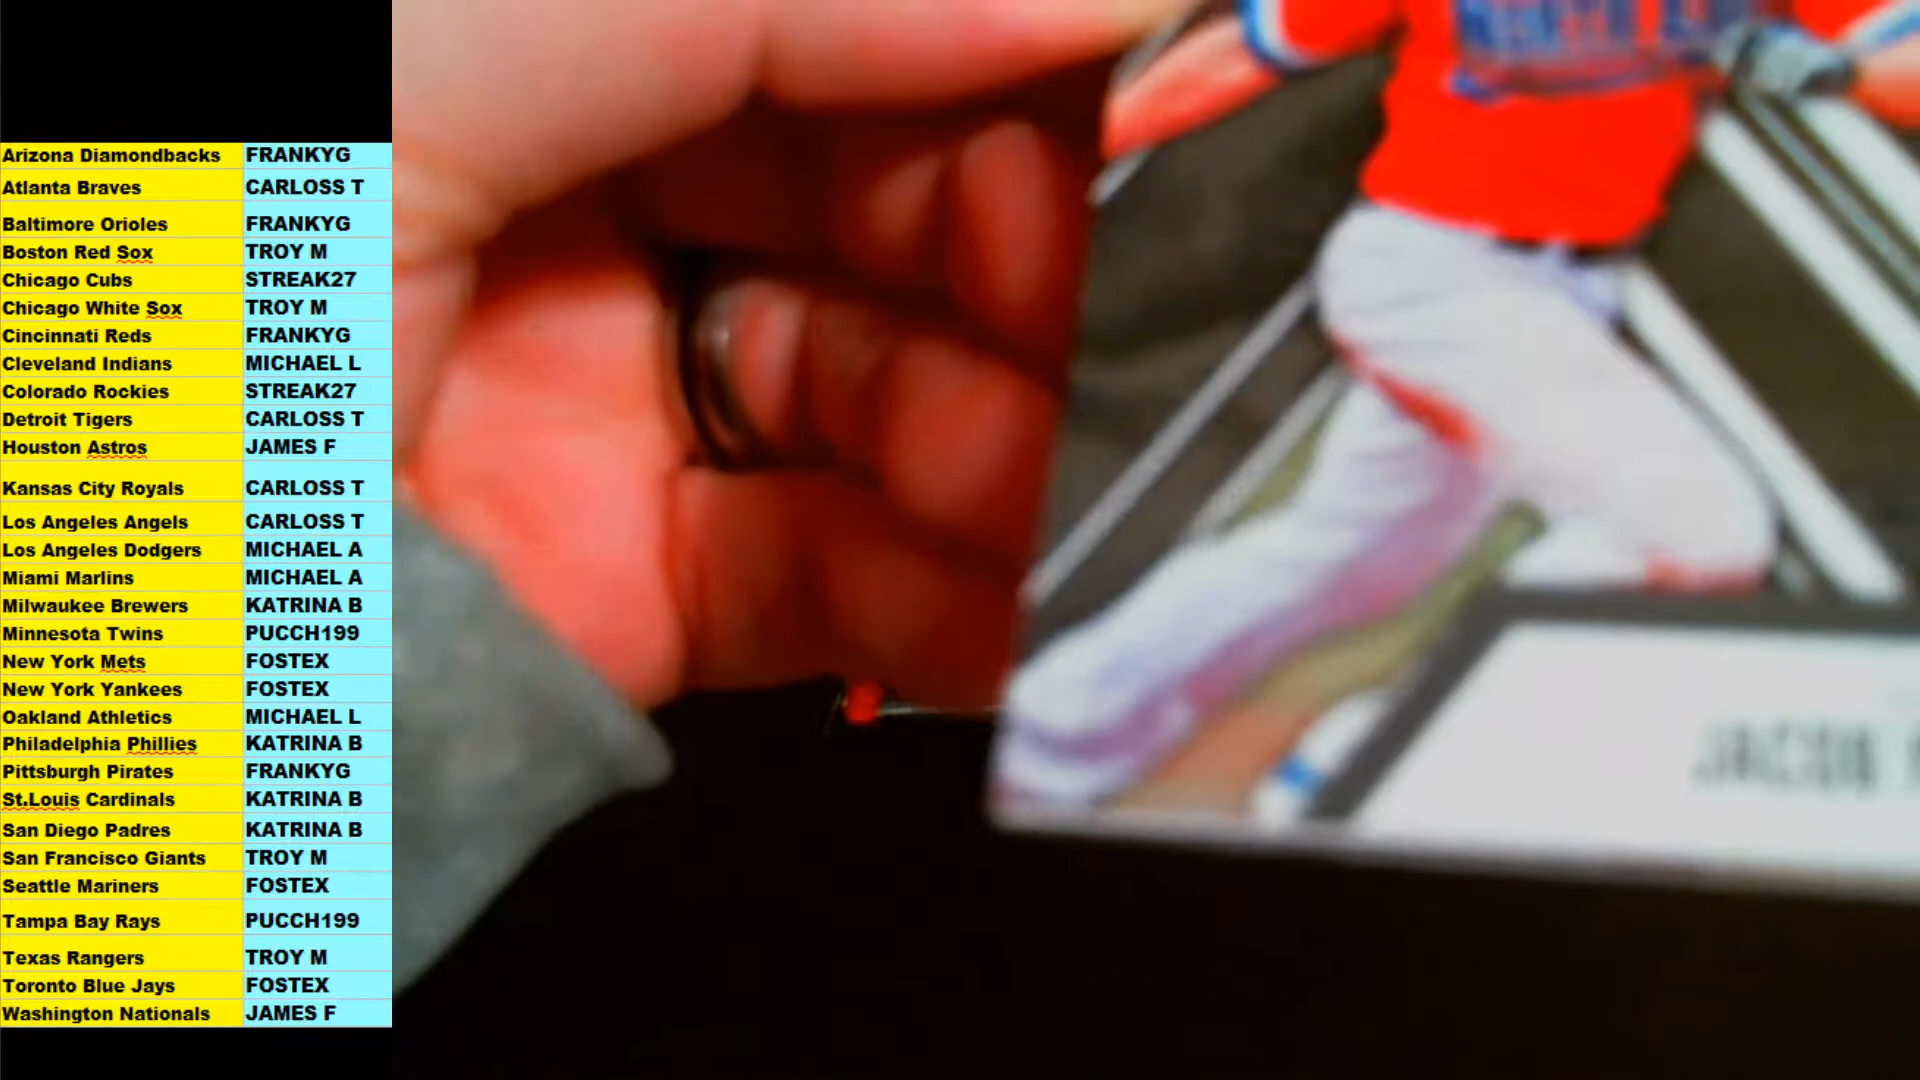 Arizona Diamondbacks FRANKYG
Atlanta Braves CARLOSS T
Baltimore Orioles FRANKYG
Boston Red Sox TROY M
Chicago Cubs STREAK27
Chicago White Sox TROY M
Cincinnati Reds FRANKYG
Cleveland Indians MICHAEL L
Colorado Rockies STREAK27
Detroit Tigers CARLOSS T
Houston Astros JAMES F
Kansas City Royals CARLOSS T
Los Angeles Angels CARLOSS T
Los Angeles Dodgers MICHAEL A
Miami Marlins MICHAEL A
Milwaukee Brewers KATRINA B
Minnesota Twins PUCCH199
New York Mets FOSTEX
New York Yankees FOSTEX
Oakland Athletics MICHAEL L
Philadelphia Phillies KATRINA B
Pittsburgh Pirates FRANKYG
St.Louis Cardinals KATRINA B
San Diego Padres KATRINA B
San Francisco Giants TROY M
Seattle Mariners FOSTEX
Tampa Bay Rays PUCCH199
Texas Rangers TROY M
Toronto Blue Jays FOSTEX
Washington Nationals JAMES F
JACOB